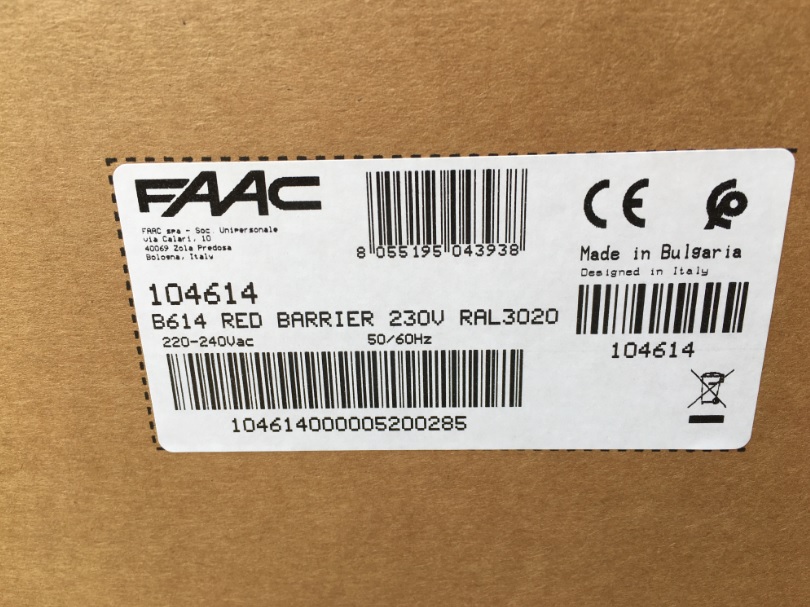 FAAC
FAAC spa - Soc. Unipersonale
via Calari, 10
40069 Zola Predosa
Bologna, Italy
8 055195 043938
CE
Made in Bulgaria
Designed in Italy
104614
B614 RED BARRIER 230V RAL3020
220-240Vac 50/60Hz
104614
104614000005200285